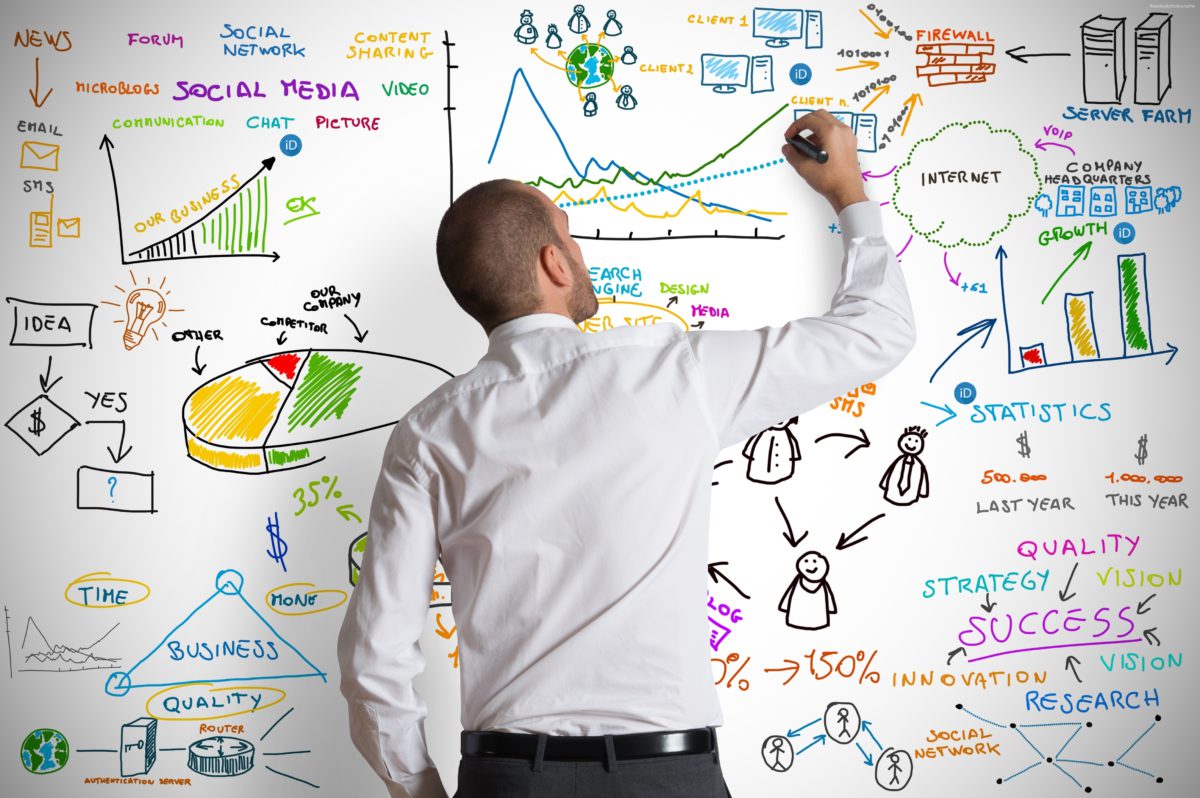 NEWS
FORUM
SOCIAL
NETWORK
CONTENT
SHARING
MICROBLOGS
SOCIAL MEDIA
VIDEO
COMMUNICATION
CHAT
PICTURE
EMAIL
SMS
OUR BUSINESS
OK
iD
CLIENT 1
CLIENT 2
iD
CLIENT n.
1010001
101100
FIREWALL
SERVER FARM
INTERNET
VOIP
COMPANY
HEADQUARTERS
GROWTH
iD
+61
IDEA
$
YES
?
OTHER
COMPETITOR
OUR
COMPANY
35%
$
EARCH
NGINE
DESIGN
MEDIA
SITE
SMS
iD
STATISTICS
$
$
500.000
1.000.000
LAST YEAR
THIS YEAR
TIME
MONE
BUSINESS
QUALITY
ROUTER
AUTHENTICATION SERVER
LOG
0% → 150%
QUALITY
STRATEGY
VISION
SUCCESS
INNOVATION
VISION
RESEARCH
SOCIAL
NETWORK